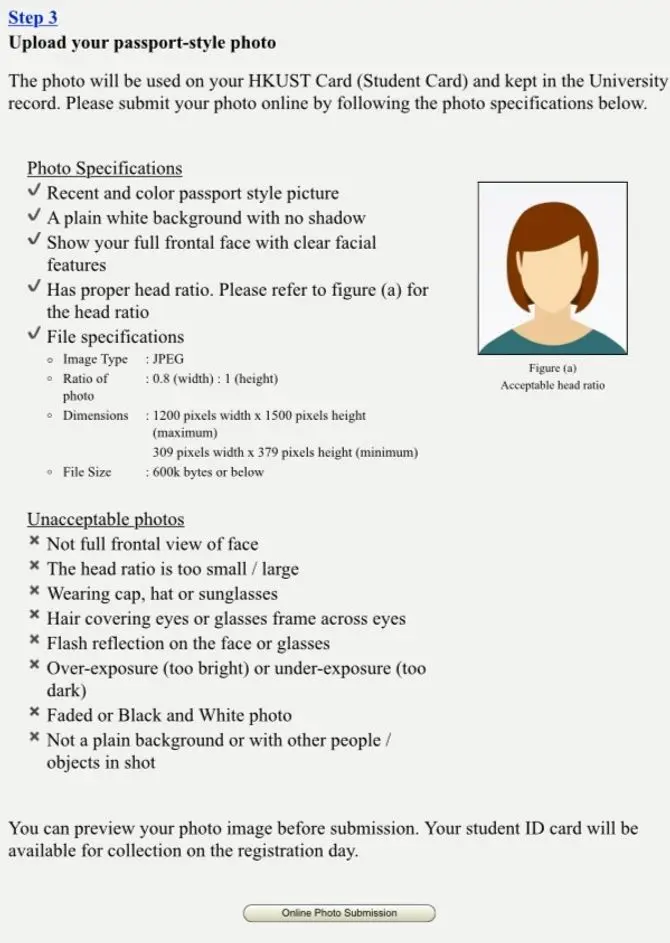 Step 3
Upload your passport-style photo
The photo will be used on your HKUST Card (Student Card) and kept in the University
record. Please submit your photo online by following the photo specifications below.
Photo Specifications
✓ Recent and color passport style picture
✓ A plain white background with no shadow
✓ Show your full frontal face with clear facial
features
✓ Has proper head ratio. Please refer to figure (a) for
the head ratio
✓ File specifications
○ Image Type : JPEG
○ Ratio of : 0.8 (width) : 1 (height)
photo
○ Dimensions : 1200 pixels width x 1500 pixels height
(maximum)
309 pixels width x 379 pixels height (minimum)
○ File Size : 600k bytes or below
Figure (a)
Acceptable head ratio
Unacceptable photos
✖ Not full frontal view of face
✖ The head ratio is too small / large
✖ Wearing cap, hat or sunglasses
✖ Hair covering eyes or glasses frame across eyes
✖ Flash reflection on the face or glasses
✖ Over-exposure (too bright) or under-exposure (too
dark)
✖ Faded or Black and White photo
✖ Not a plain background or with other people /
objects in shot
You can preview your photo image before submission. Your student ID card will be
available for collection on the registration day.
Online Photo Submission